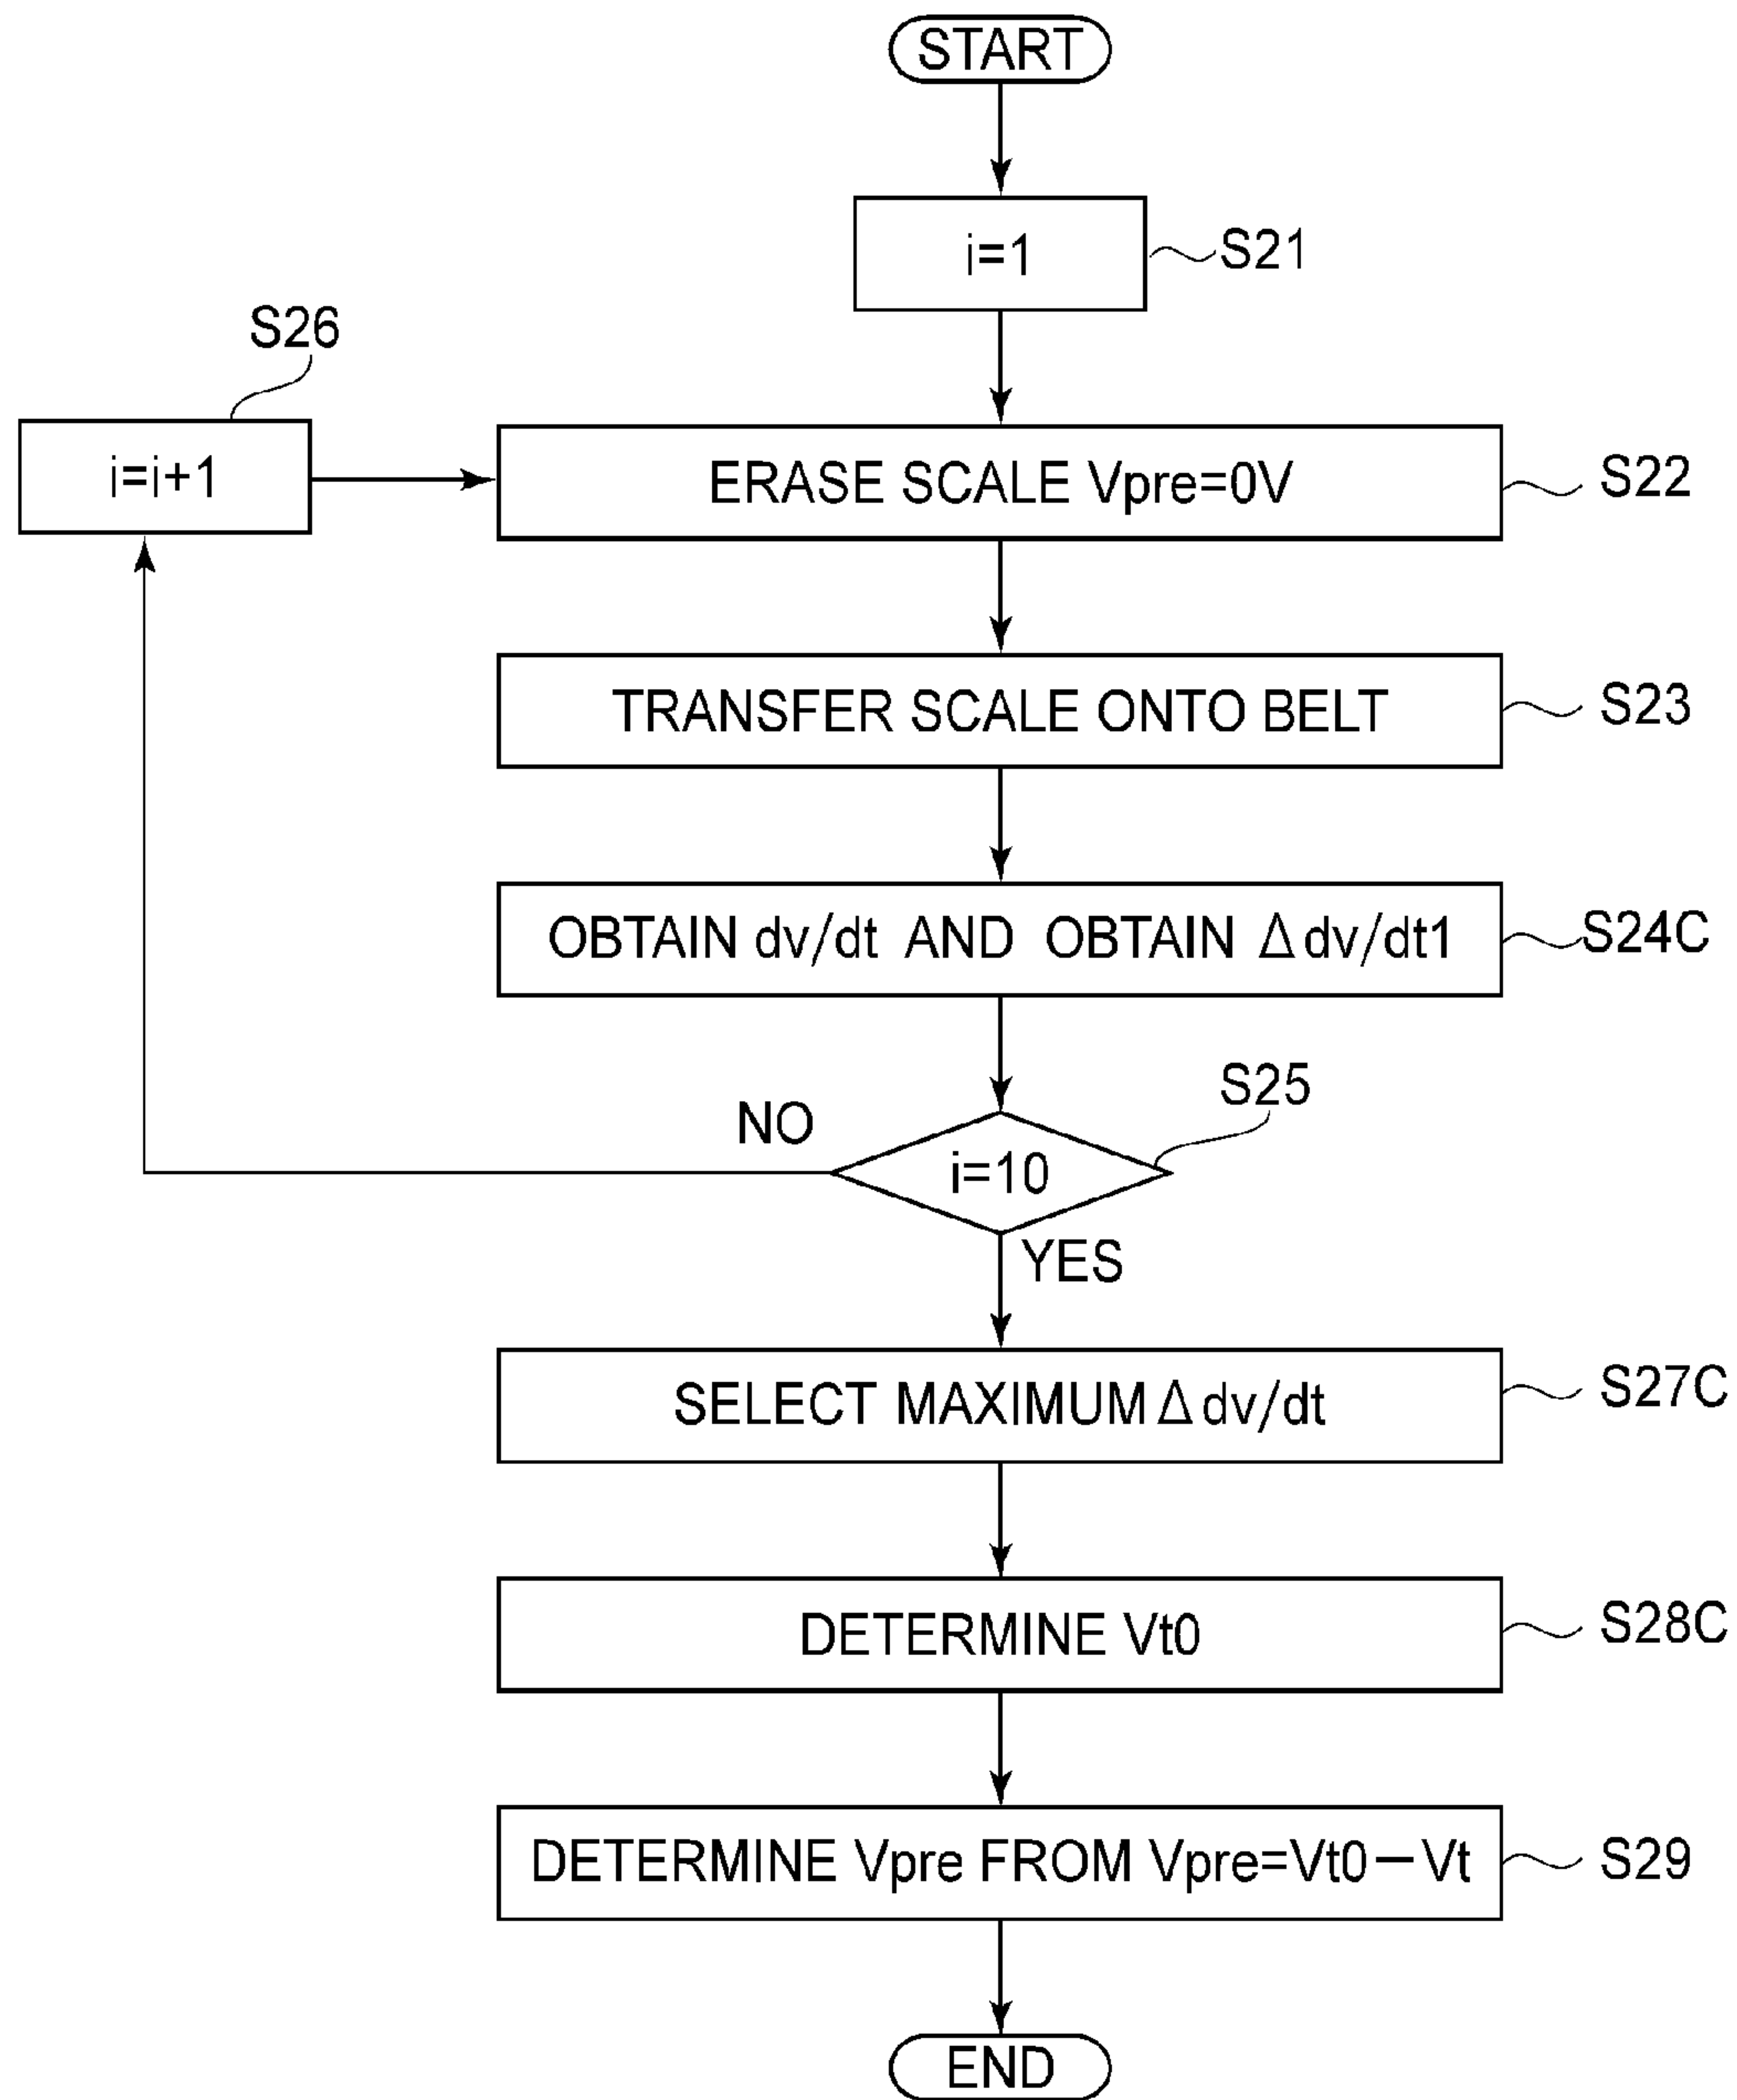 START
i=1
S21
S26
i=i+1
ERASE SCALE Vpre=0V
S22
TRANSFER SCALE ONTO BELT
S23
OBTAIN dv/dt AND OBTAIN Δdv/dt1
S24C
S25
NO
i=10
YES
SELECT MAXIMUM Δdv/dt
S27C
DETERMINE Vt0
S28C
DETERMINE Vpre FROM Vpre=Vt0－Vt
S29
END